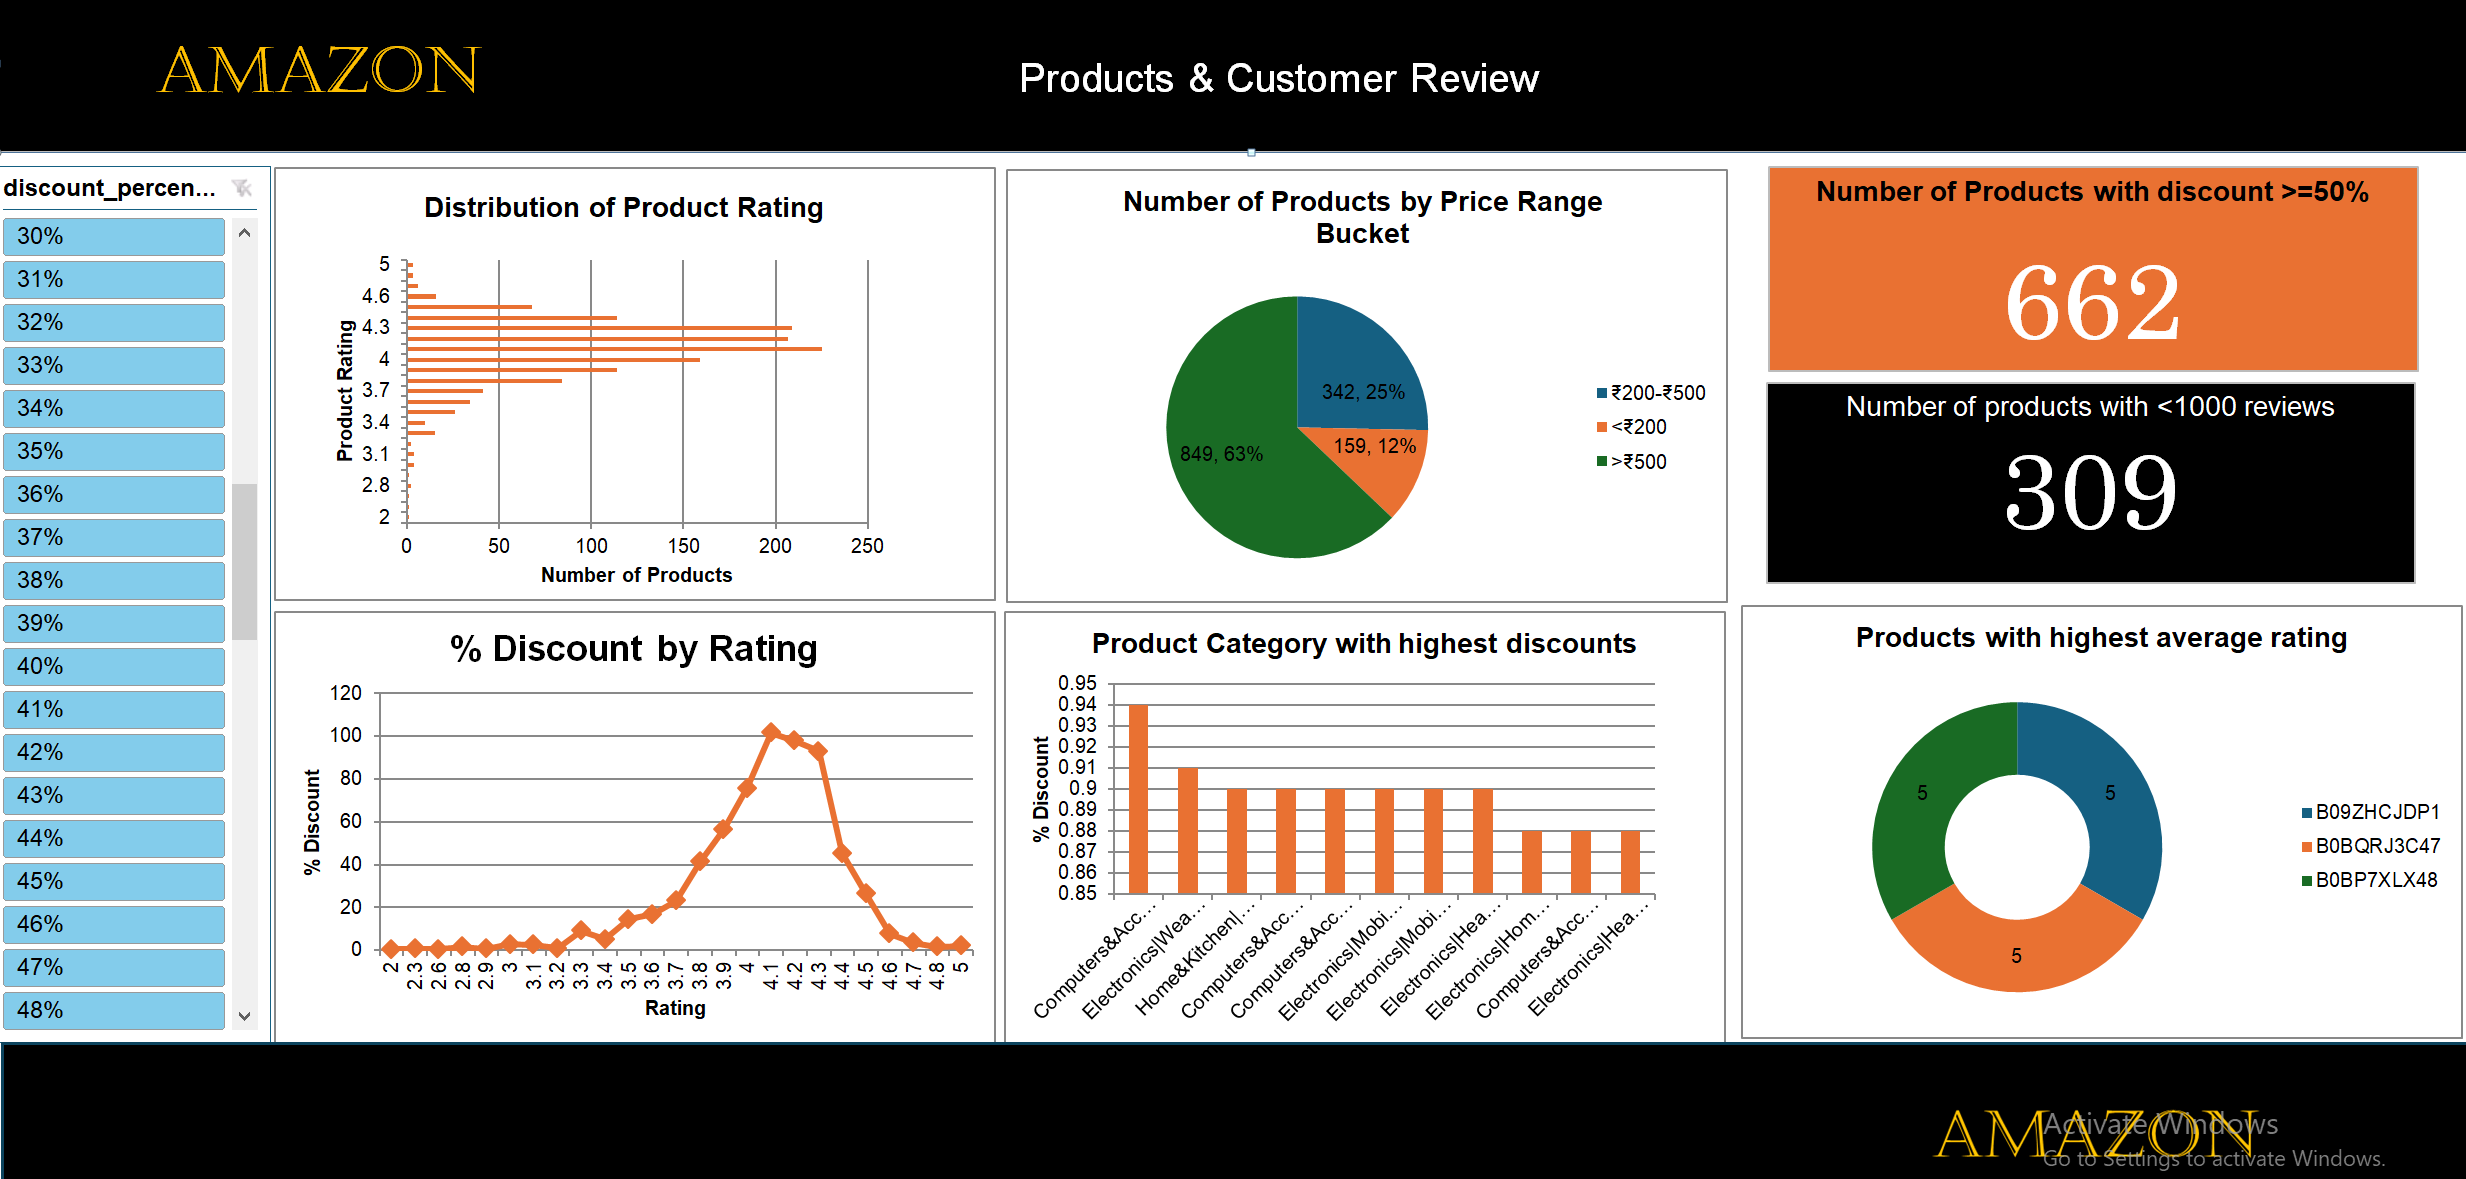 AMAZON
Products & Customer Review
discount_percen...
30%
31%
32%
33%
34%
35%
36%
37%
38%
39%
40%
41%
42%
43%
44%
45%
46%
47%
48%
Distribution of Product Rating
Product Rating
5
4.6
4.3
4
3.7
3.4
3.1
2.8
2
0 50 100 150 200 250
Number of Products
Number of Products by Price Range
Bucket
342, 25%
159, 12%
849, 63%
₹200-₹500
<₹200
>₹500
Number of Products with discount >=50%
662
Number of products with <1000 reviews
309
% Discount by Rating
% Discount
120
100
80
60
40
20
0
2 2.3 2.6 2.8 2.9 3 3.1 3.2 3.3 3.4 3.5 3.6 3.7 3.8 3.9 4 4.1 4.2 4.3 4.4 4.5 4.6 4.7 4.8 5
Rating
Product Category with highest discounts
% Discount
0.95
0.94
0.93
0.92
0.91
0.9
0.89
0.88
0.87
0.86
0.85
Computers&Acc...
Electronics|Wea...
Home&Kitchen|...
Computers&Acc...
Computers&Acc...
Electronics|Mobi...
Electronics|Mobi...
Electronics|Hea...
Electronics|Hom...
Computers&Acc...
Electronics|Hea...
Products with highest average rating
5
5
5
B09ZHCJDP1
B0BQRJ3C47
B0BP7XLX48
AMAZON
Activate Windows
Go to Settings to activate Windows.